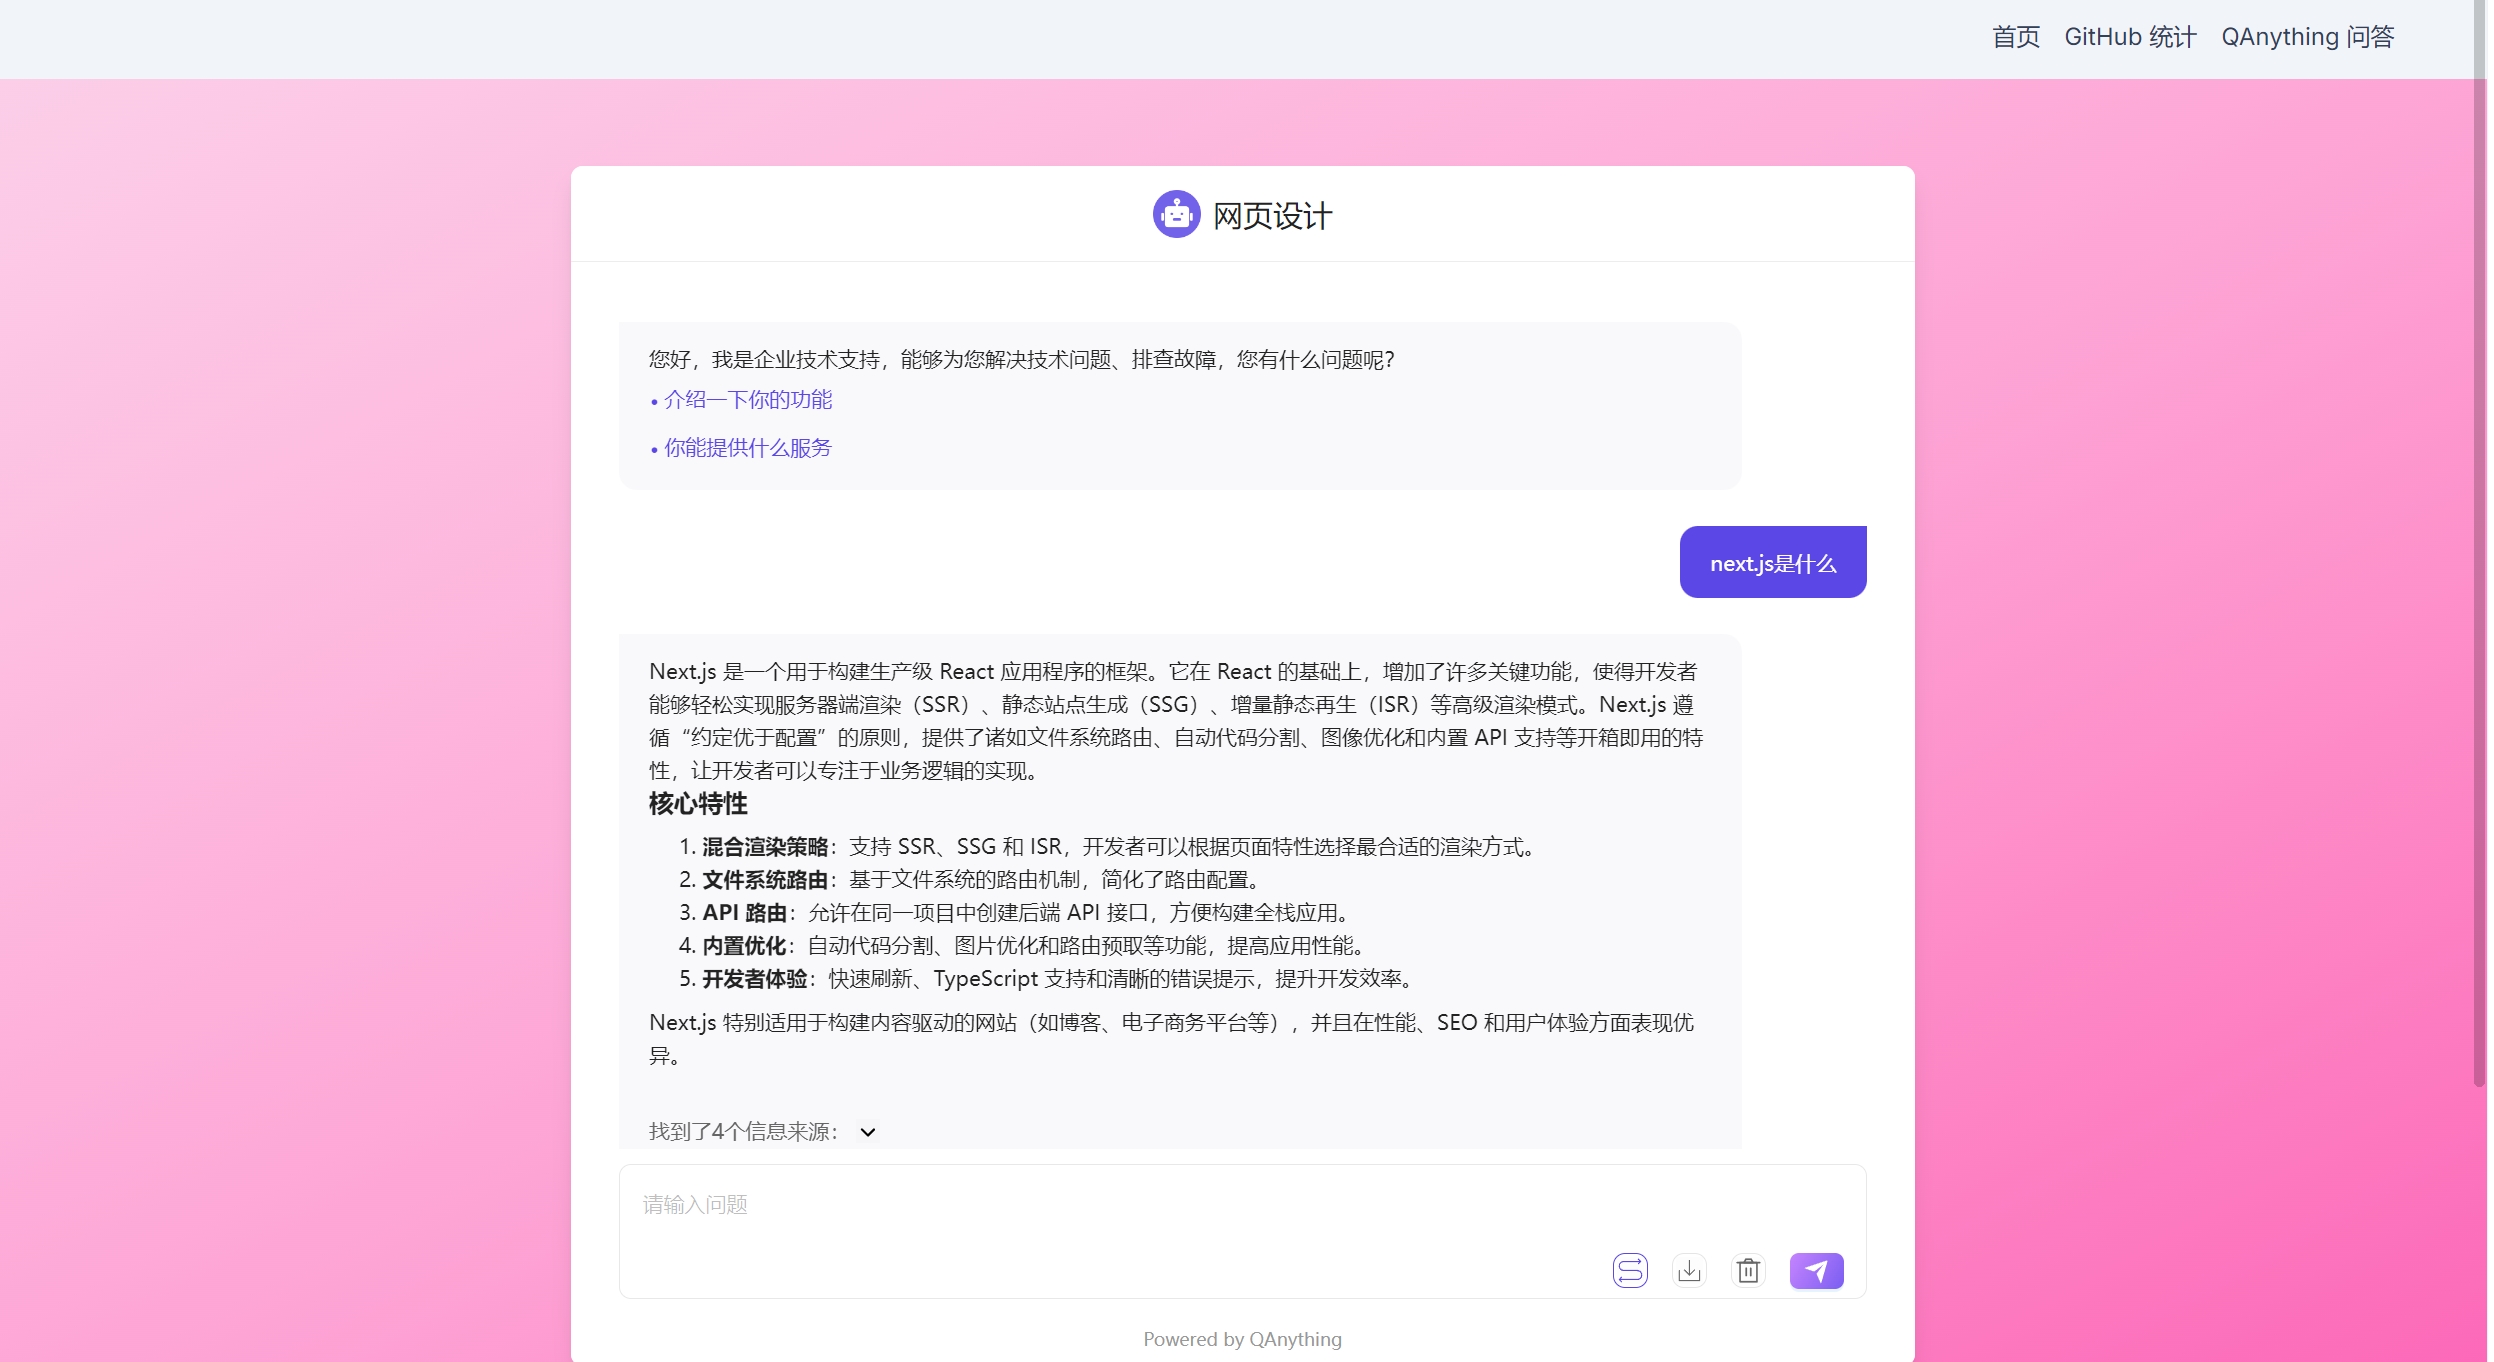 首页 GitHub 统计 QAnything 问答
网页设计
您好，我是企业技术支持，能够为您解决技术问题、排查故障，您有什么问题呢？
• 介绍一下你的功能
• 你能提供什么服务
next.js是什么
Next.js 是一个用于构建生产级 React 应用程序的框架。它在 React 的基础上，增加了许多关键功能，使得开发者
能够轻松实现服务器端渲染（SSR）、静态站点生成（SSG）、增量静态再生（ISR）等高级渲染模式。Next.js 遵
循“约定优于配置”的原则，提供了诸如文件系统路由、自动代码分割、图像优化和内置 API 支持等开箱即用的特
性，让开发者可以专注于业务逻辑的实现。
核心特性
1. 混合渲染策略：支持 SSR、SSG 和 ISR，开发者可以根据页面特性选择最合适的渲染方式。
2. 文件系统路由：基于文件系统的路由机制，简化了路由配置。
3. API 路由：允许在同一项目中创建后端 API 接口，方便构建全栈应用。
4. 内置优化：自动代码分割、图片优化和路由预取等功能，提高应用性能。
5. 开发者体验：快速刷新、TypeScript 支持和清晰的错误提示，提升开发效率。
Next.js 特别适用于构建内容驱动的网站（如博客、电子商务平台等），并且在性能、SEO 和用户体验方面表现优
异。
找到了4个信息来源：
请输入问题
Powered by QAnything